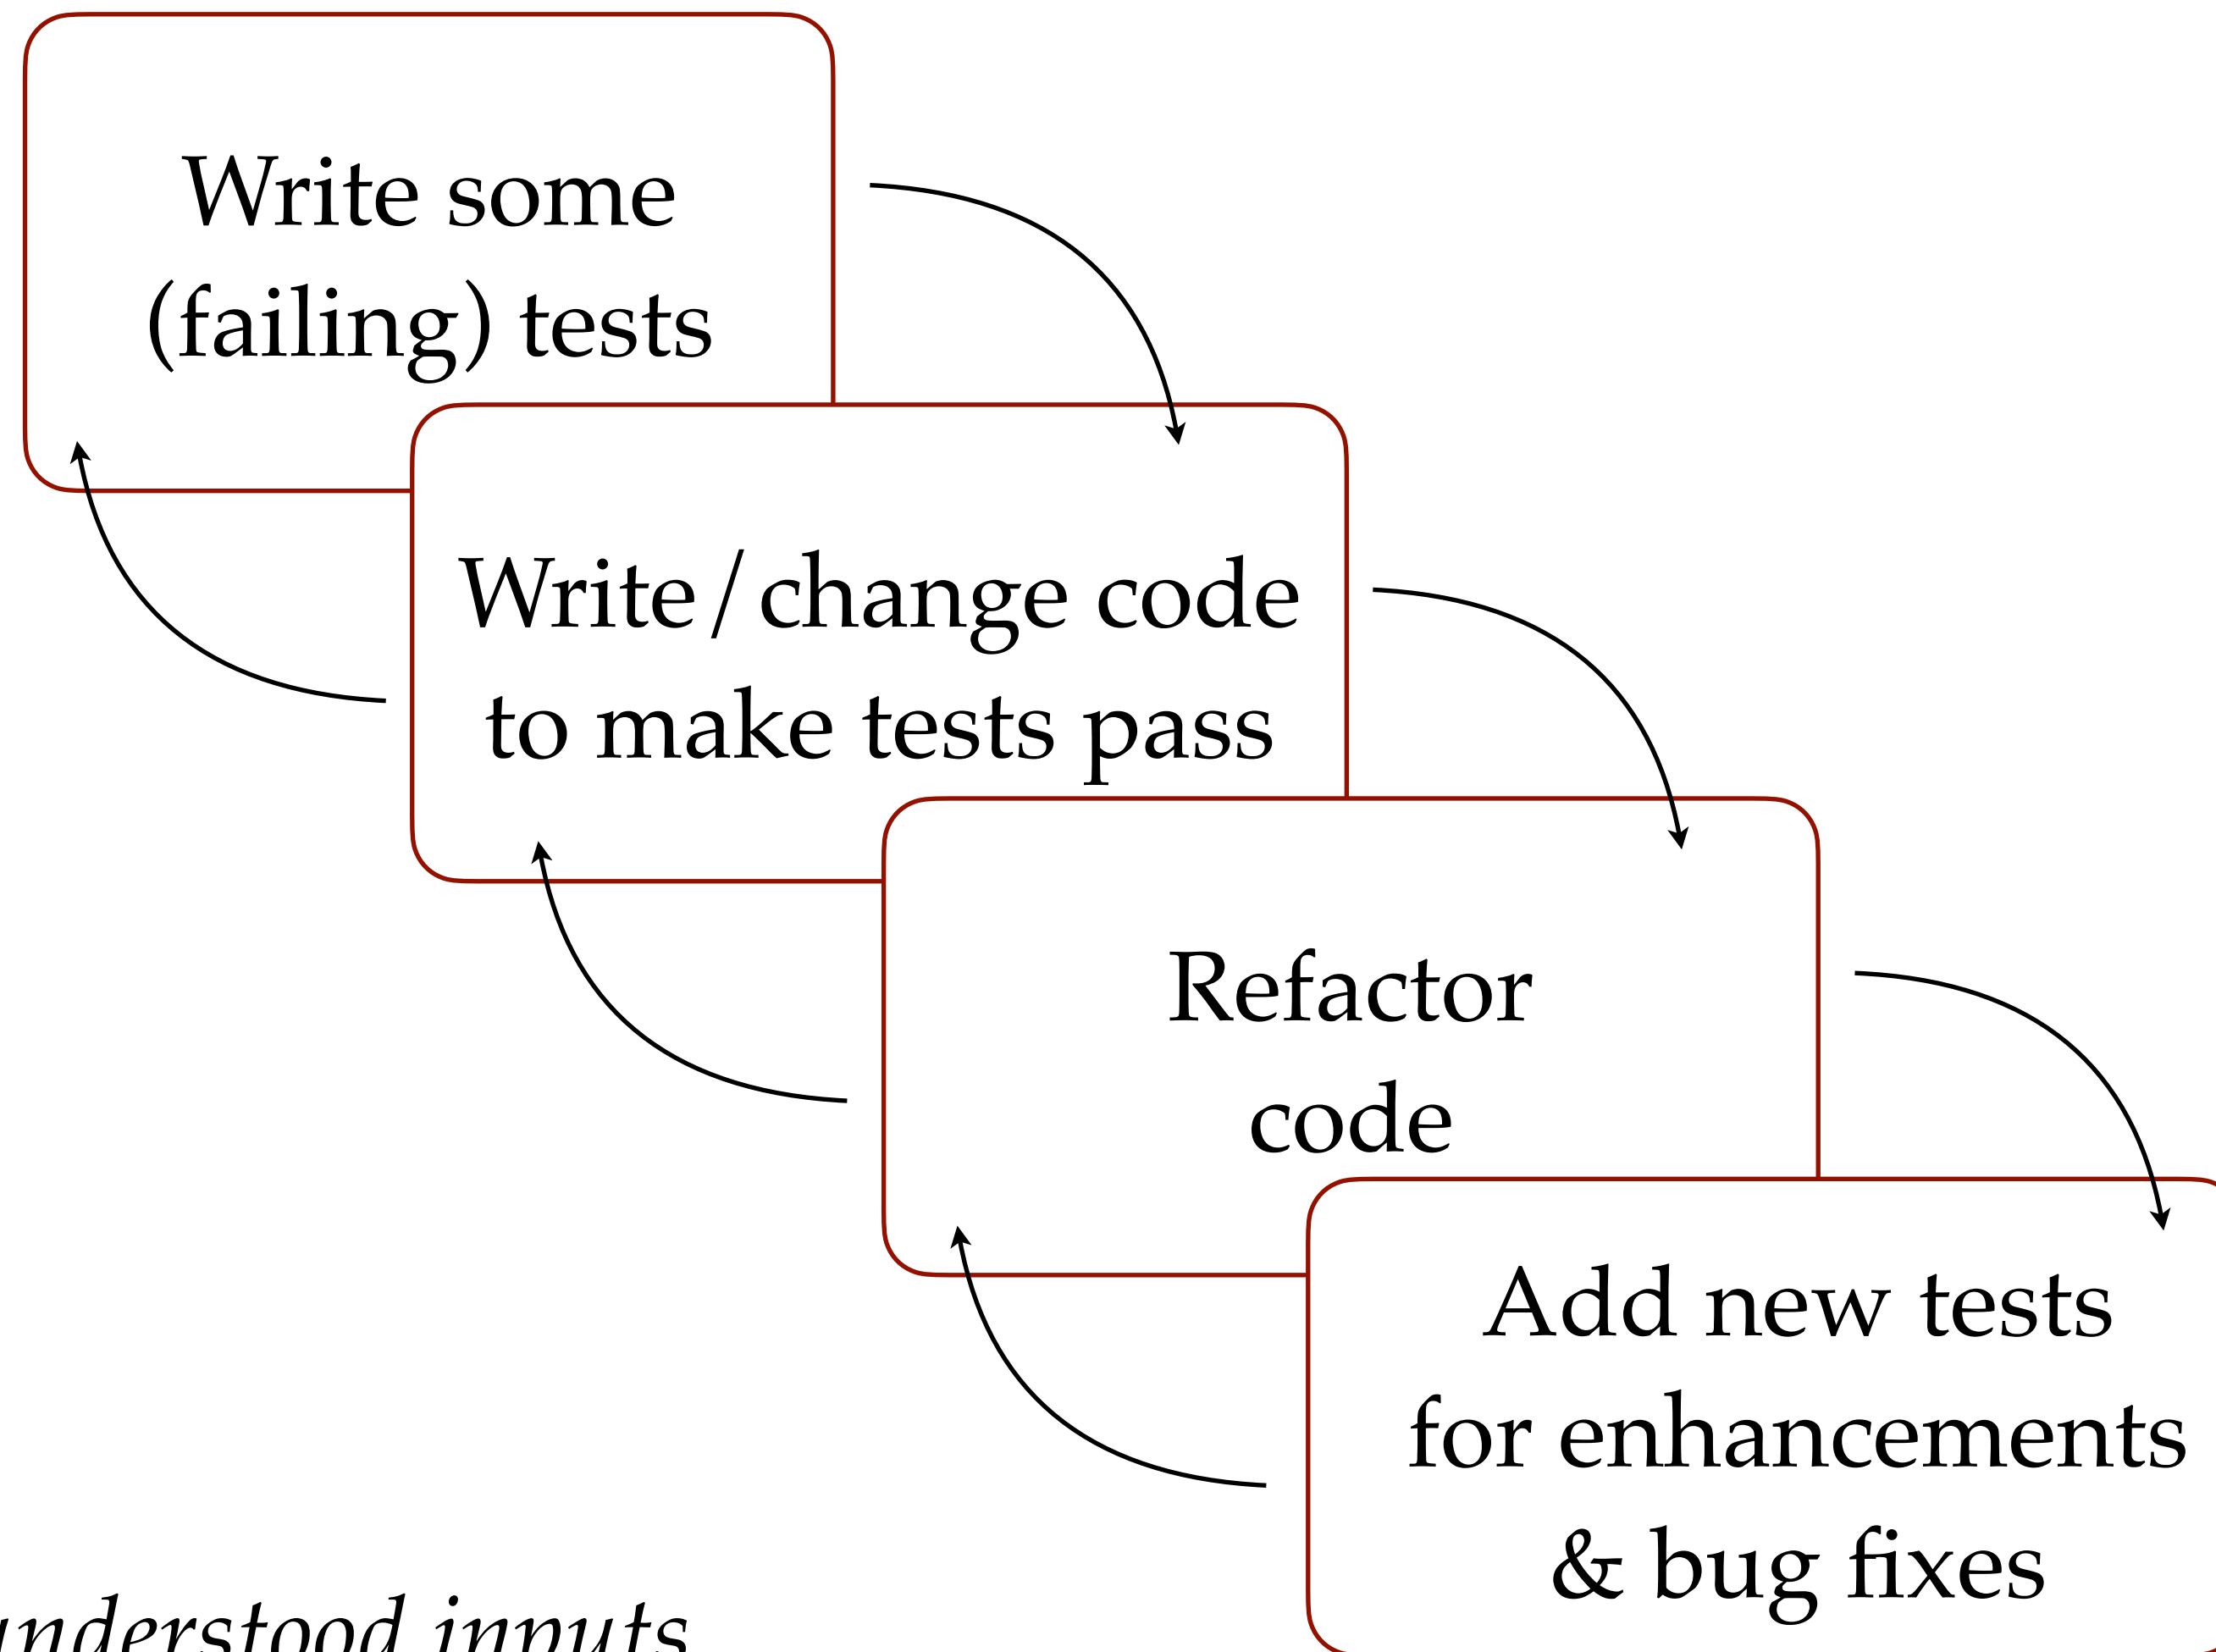 Write some
(failing) tests
Write/change code
to make tests pass
Refactor
code
Add new tests
for enhancements
& bug fixes
inputs